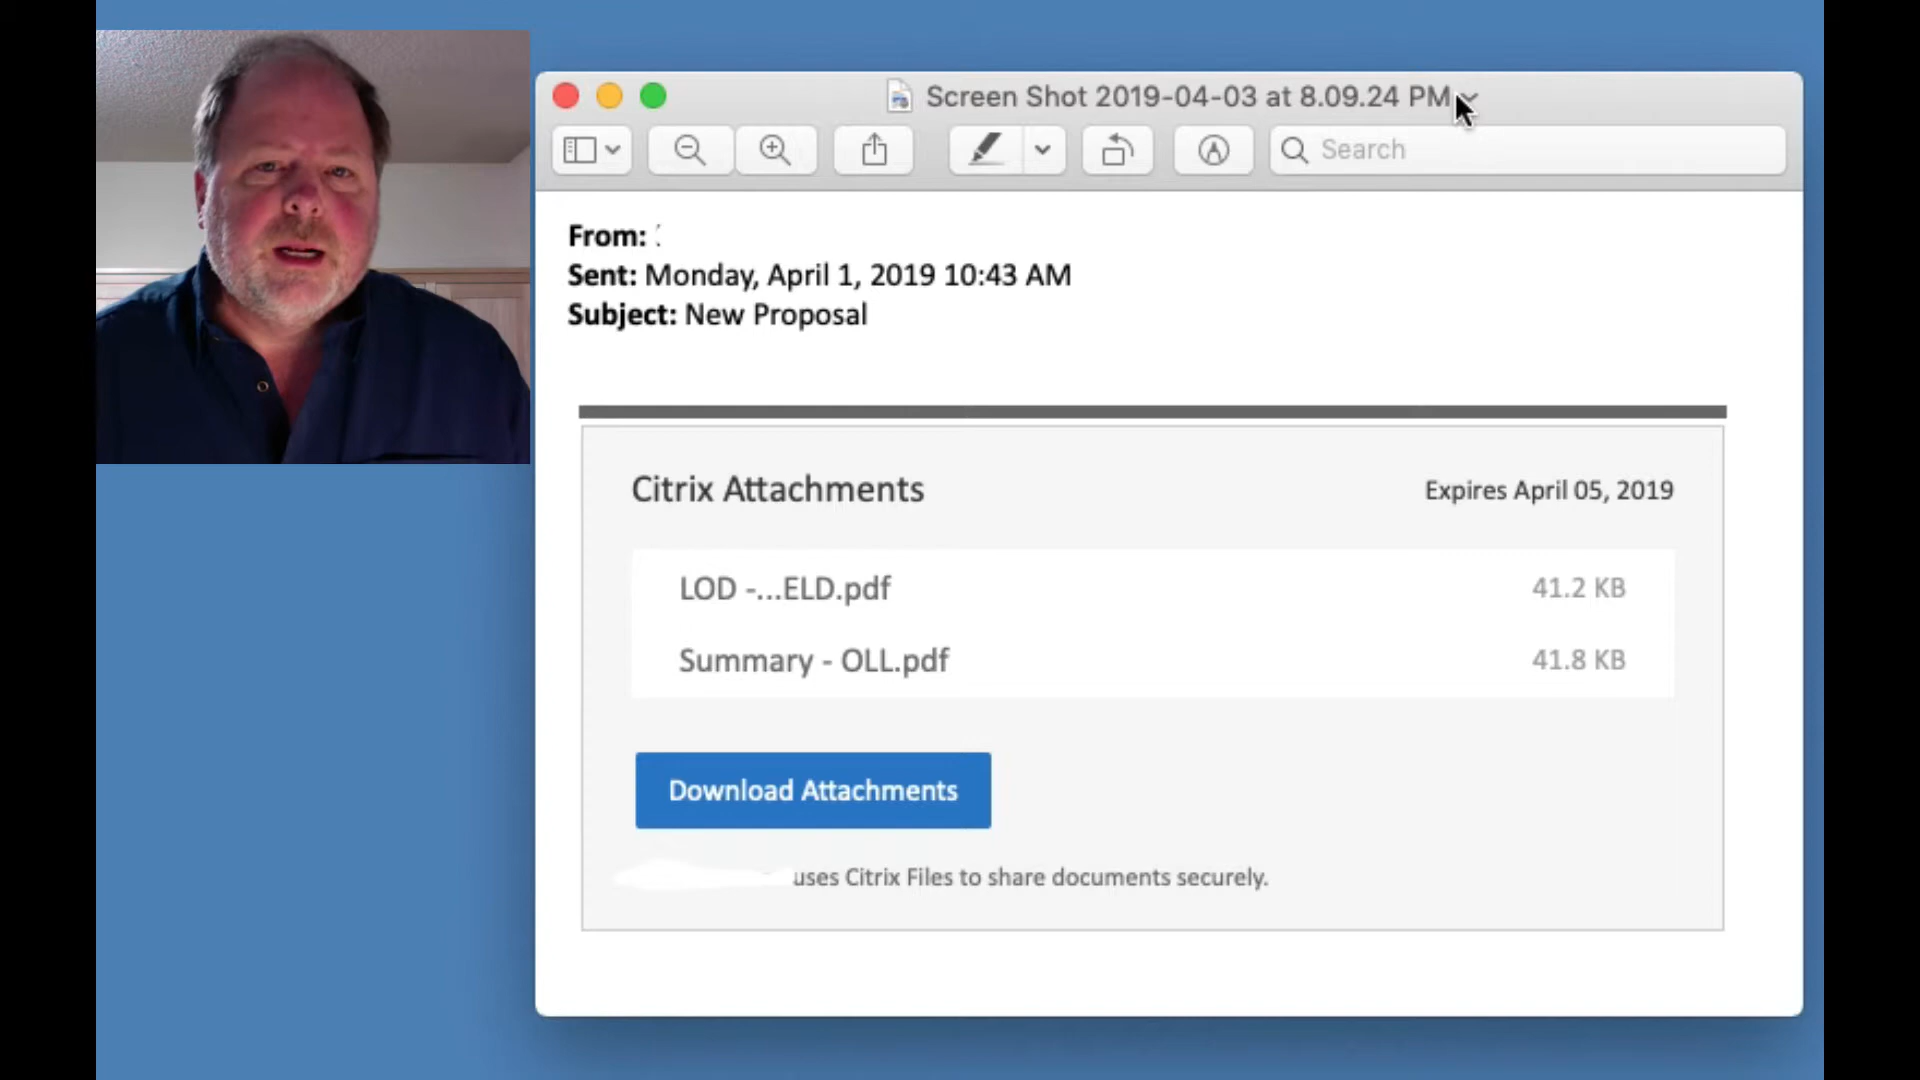 Screen Shot 2019-04-03 at 8.09.24 PM
Search
From:
Sent: Monday, April 1, 2019 10:43 AM
Subject: New Proposal
Citrix Attachments
Expires April 05, 2019
LOD -...ELD.pdf
41.2 KB
Summary - OLL.pdf
41.8 KB
Download Attachments
uses Citrix Files to share documents securely.